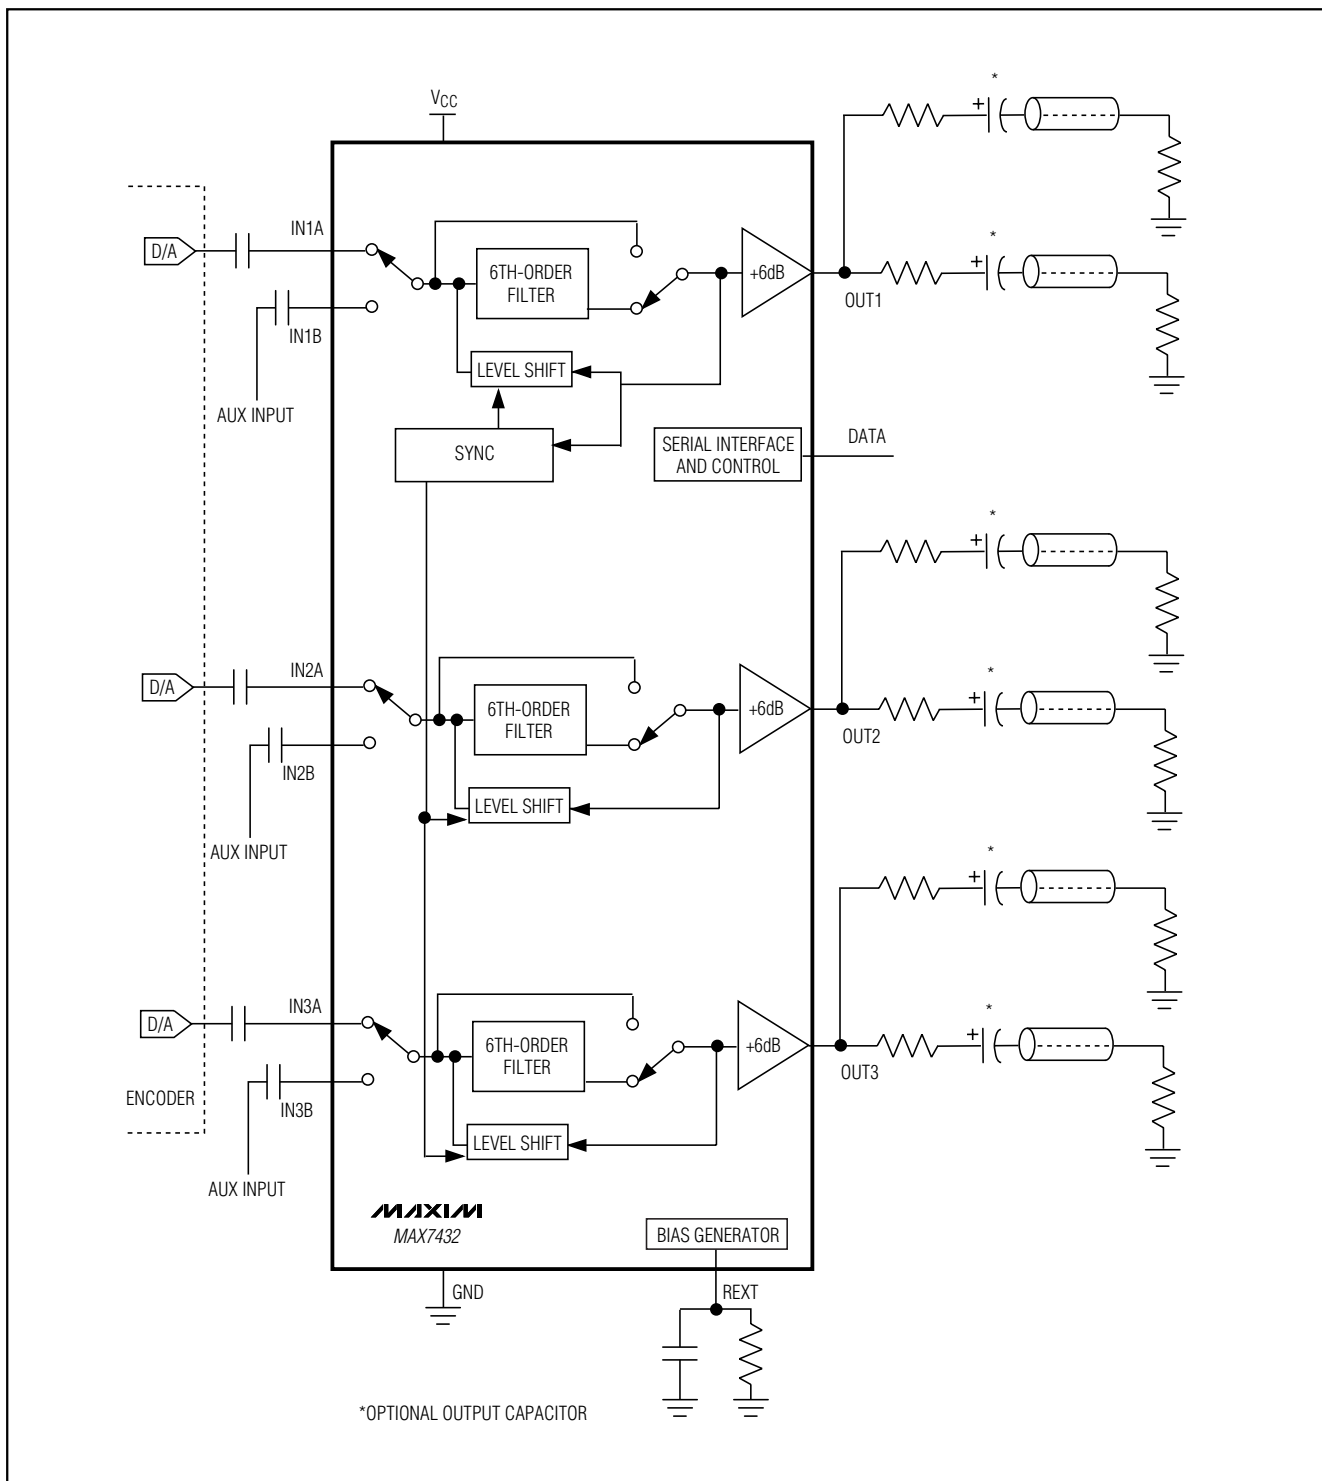 *
VCC
IN1A
D/A
6TH-ORDER
FILTER
+6dB
*
OUT1
IN1B
LEVEL SHIFT
AUX INPUT
SYNC
SERIAL INTERFACE
AND CONTROL
DATA
*
IN2A
D/A
6TH-ORDER
FILTER
+6dB
*
OUT2
IN2B
LEVEL SHIFT
AUX INPUT
*
IN3A
D/A
6TH-ORDER
FILTER
+6dB
*
OUT3
ENCODER
IN3B
LEVEL SHIFT
AUX INPUT
MAXIM
MAX7432
BIAS GENERATOR
GND
REXT
*OPTIONAL OUTPUT CAPACITOR